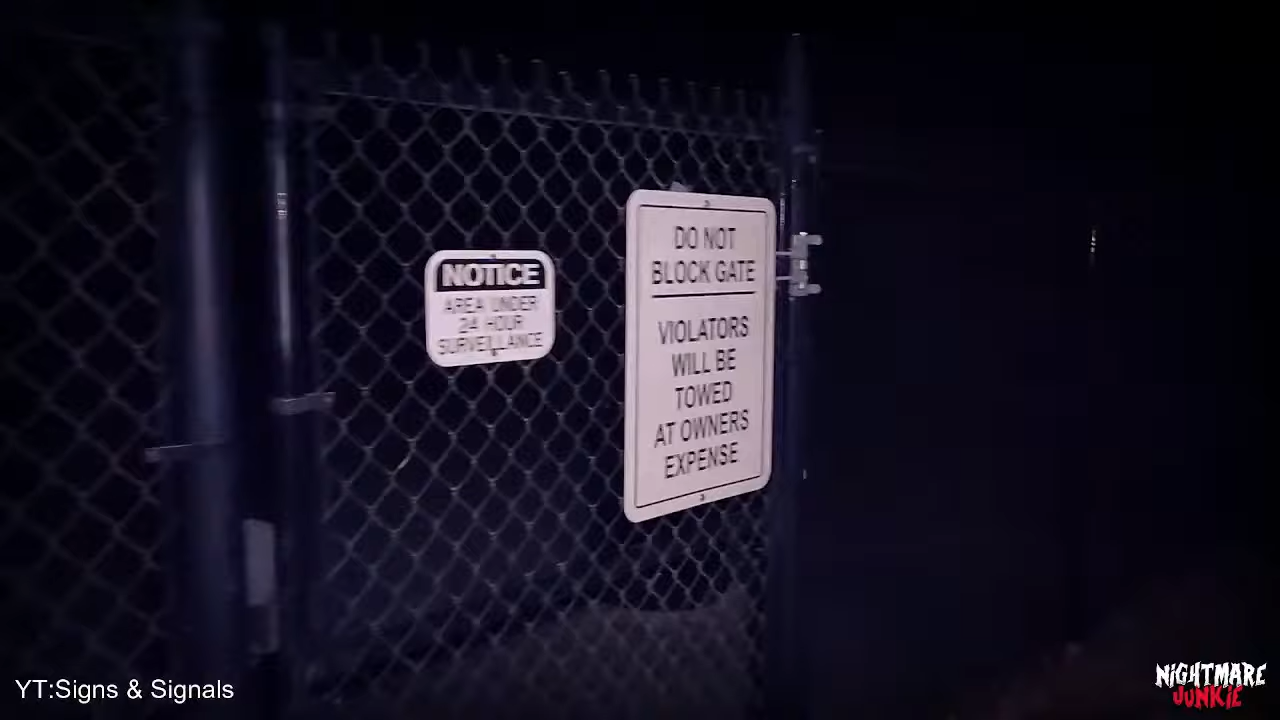 NOTICE
AREA UNDER
24 HOUR
SURVEILLANCE
DO NOT
BLOCK GATE
VIOLATORS
WILL BE
TOWED
AT OWNERS
EXPENSE
YT:Signs & Signals
NIGHTMARE
JUNKIE